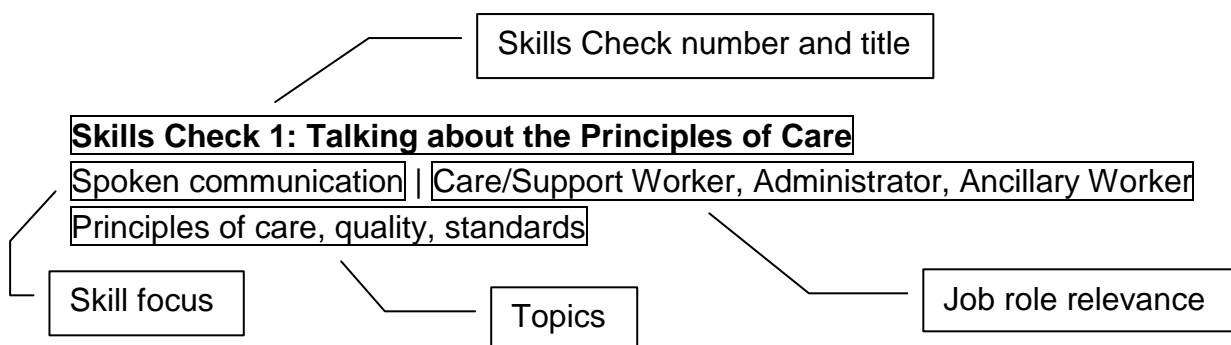 Skills Check number and title
Skills Check 1: Talking about the Principles of Care
Spoken communication | Care/Support Worker, Administrator, Ancillary Worker
Principles of care, quality, standards
Skill focus
Topics
Job role relevance